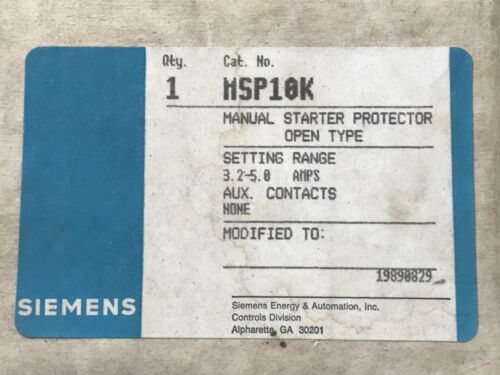 Qty. Cat. No.
1 MSP10K
MANUAL STARTER PROTECTOR
OPEN TYPE
SETTING RANGE
3.2-5.0 AMPS
AUX. CONTACTS
NONE
MODIFIED TO:
19890829
SIEMENS
Siemens Energy & Automation, Inc.
Controls Division
Alpharetta, GA 30201